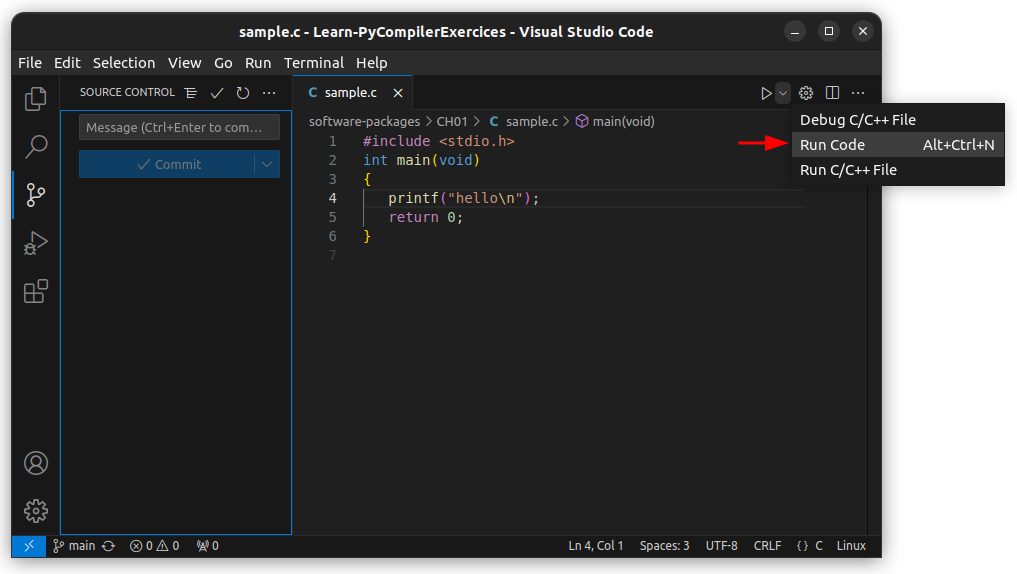 sample.c - Learn-PyCompilerExercices - Visual Studio Code
File Edit Selection View Go Run Terminal Help
SOURCE CONTROL
C sample.c
Message (Ctrl+Enter to com...
Commit
software-packages > CH01 > C sample.c > main(void)
1 #include <stdio.h>
2 int main(void)
3 {
4 printf("hello\n");
5 return 0;
6 }
7
Debug C/C++ File
Run Code Alt+Ctrl+N
Run C/C++ File
main 0 0 0 Ln 4, Col 1 Spaces: 3 UTF-8 CRLF {} C Linux